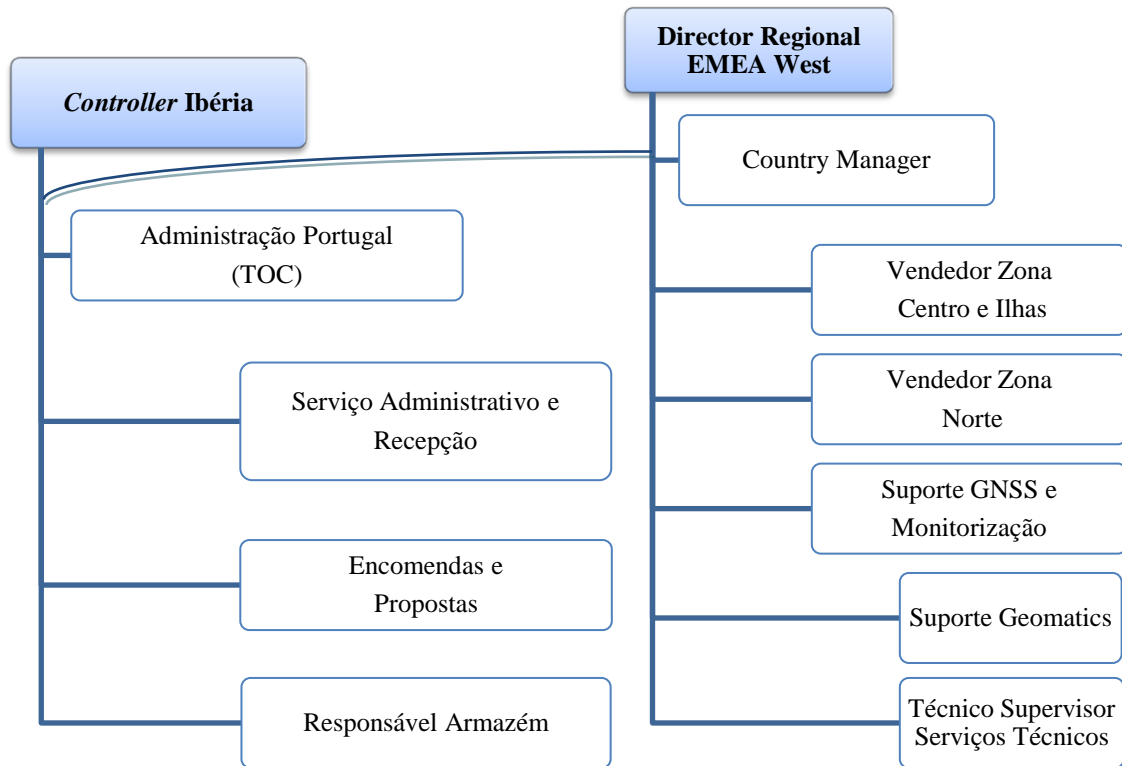 Controller Ibéria
Administração Portugal
(TOC)
Serviço Administrativo e
Recepção
Encomendas e
Propostas
Responsável Armazém
Director Regional
EMEA West
Country Manager
Vendedor Zona
Centro e Ilhas
Vendedor Zona
Norte
Suporte GNSS e
Monitorização
Suporte Geomatics
Técnico Supervisor
Serviços Técnicos